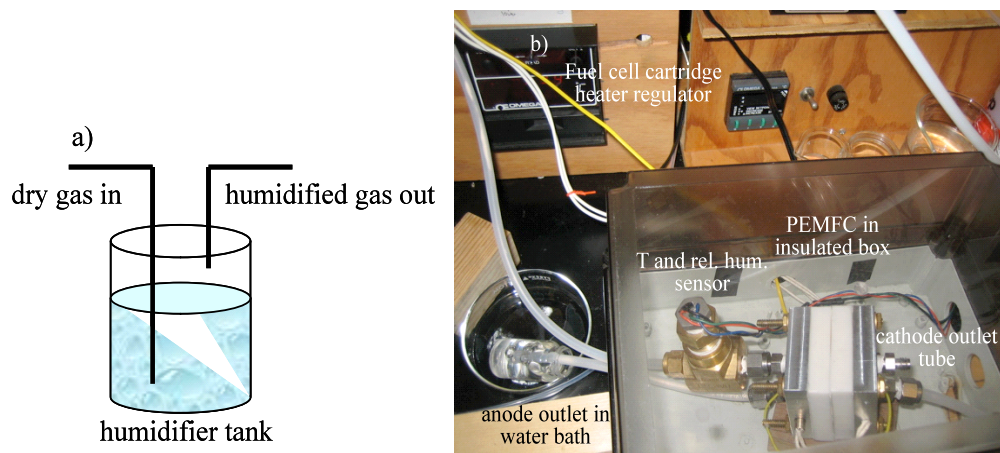 a)
dry gas in
humidified gas out
humidifier tank
b)
Fuel cell cartridge
heater regulator
OMEGA
PEMFC in
insulated box
T and rel. hum.
sensor
cathode outlet
tube
anode outlet in
water bath